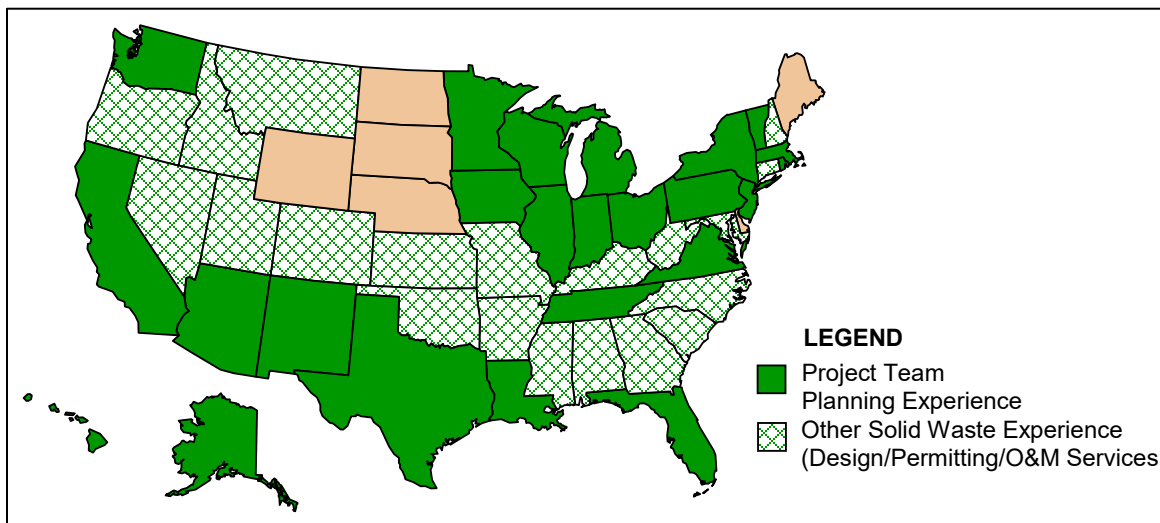 LEGEND
Project Team
Planning Experience
Other Solid Waste Experience
(Design/Permitting/O&M Services